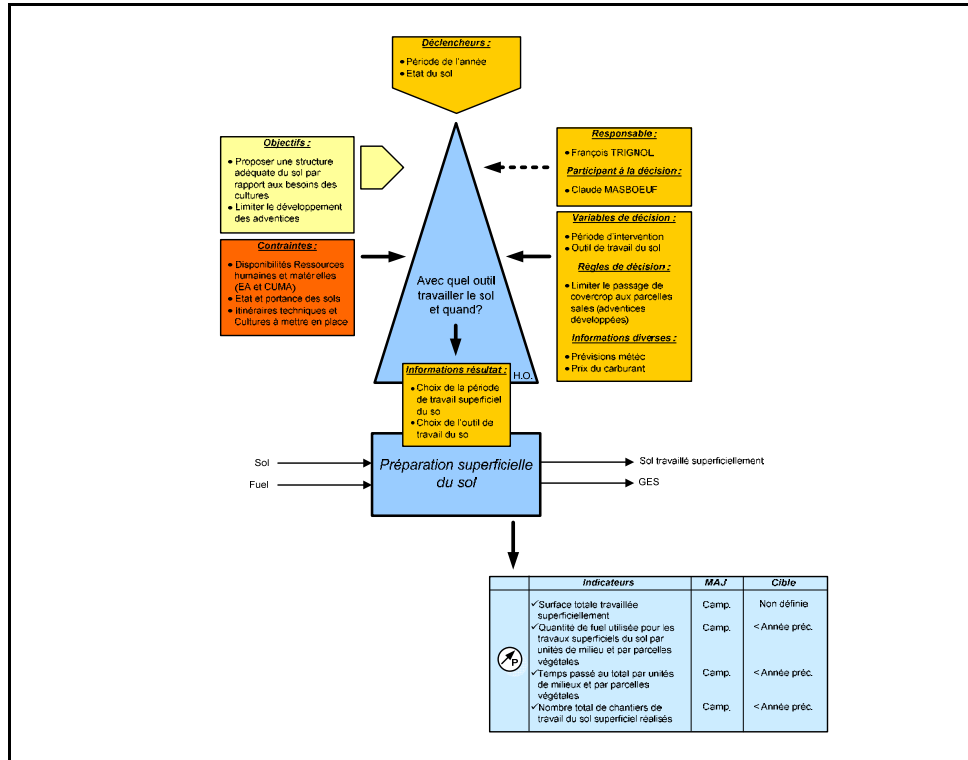 Déclencheurs :
• Période de l'année
• Etat du sol
Objectifs :
• Proposer une structure
adéquate du sol par
rapport aux besoins des
cultures
• Limiter le développement
des adventices
Contraintes :
• Disponibilités Ressources
humaines et matérielles
(EA et CUMA)
• Etat et portance des sols
• Itinéraires techniques et
Cultures à mettre en place
Responsable :
• François TRIGNOL
Participant à la décision :
• Claude MASBOEUF
Variables de décision :
• Période d'intervention
• Outil de travail du sol
Règles de décision :
• Limiter le passage de
covercrop aux parcelles
sales (adventices
développées)
Informations diverses :
• Prévisions météc
• Prix du carburant
Avec quel outil
travailler le sol
et quand?
H.O.
Informations résultat :
• Choix de la période
de travail superficiel
du so
• Choix de l'outil de
travail du so
Préparation superficielle
du sol
Sol
Fuel
Sol travaillé superficiellement
GES
Indicateurs MAJ Cible
✓Surface totale travaillée Camp. Non définie
superficiellement
✓Quantité de fuel utilisée pour les Camp. < Année préc.
travaux superficiels du sol par
unités de milieu et par parcelles
végétales
✓Temps passé au total par unités Camp. < Année préc.
de milieux et par parcelles
végétales
✓Nombre total de chantiers de Camp. < Année préc.
travail du sol superficiel réalisés
P